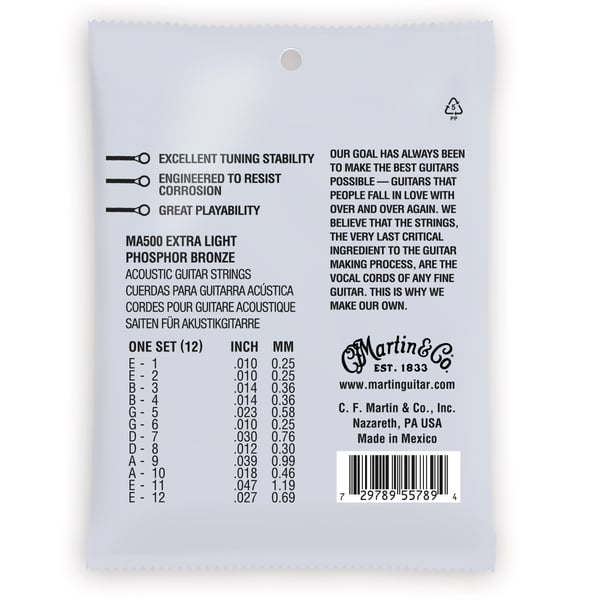 5
PP
EXCELLENT TUNING STABILITY
ENGINEERED TO RESIST
CORROSION
GREAT PLAYABILITY
OUR GOAL HAS ALWAYS BEEN
TO MAKE THE BEST GUITARS
POSSIBLE — GUITARS THAT
PEOPLE FALL IN LOVE WITH
OVER AND OVER AGAIN. WE
BELIEVE THAT THE STRINGS,
THE VERY LAST CRITICAL
INGREDIENT TO THE GUITAR
MAKING PROCESS, ARE THE
VOCAL CORDS OF ANY FINE
GUITAR. THIS IS WHY WE
MAKE OUR OWN.
MA500 EXTRA LIGHT
PHOSPHOR BRONZE
ACOUSTIC GUITAR STRINGS
CUERDAS PARA GUITARRA ACÚSTICA
CORDES POUR GUITARE ACOUSTIQUE
SAITEN FÜR AKUSTIKGITARRE
ONE SET (12) INCH MM
E - 1 .010 0.25
E - 2 .010 0.25
B - 3 .014 0.36
B - 4 .014 0.36
G - 5 .023 0.58
G - 6 .010 0.25
D - 7 .030 0.76
D - 8 .012 0.30
A - 9 .039 0.99
A - 10 .018 0.46
E - 11 .047 1.19
E - 12 .027 0.69
Martin & Co.
EST. 1833
www.martinguitar.com
C. F. Martin & Co., Inc.
Nazareth, PA USA
Made in Mexico
7 29789 55789 4